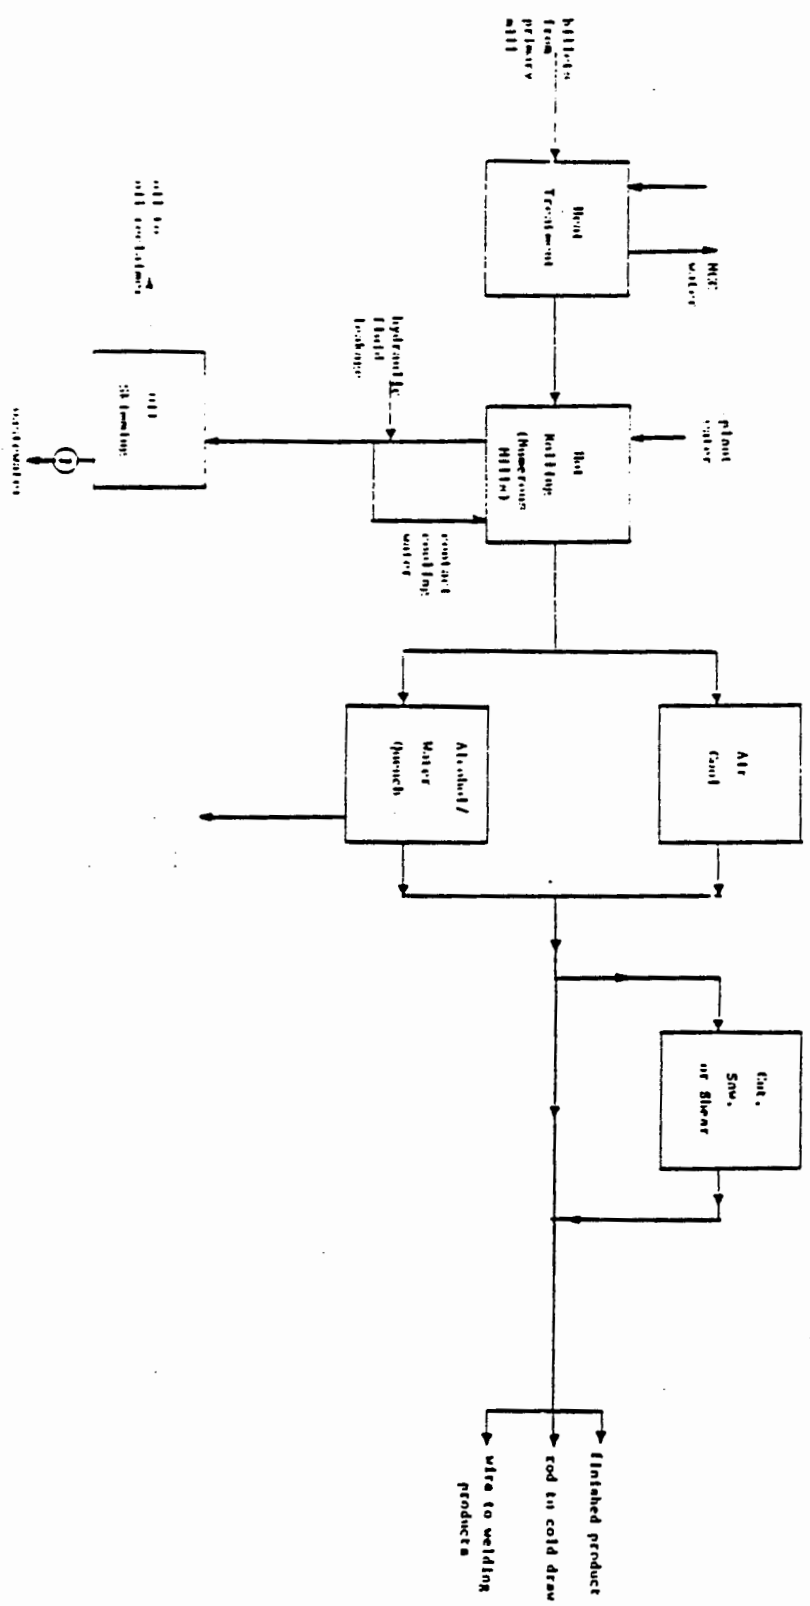 billets
from
primary
mill
Heat
Treatment
NCC
water
plant
water
Hot
Rolling
(Numerous
Mills)
hydraulic
fluid
leakage
contact
cooling
water
Oil
Skimming
oil to
oil reclaimer
wastewater
Air
Cool
Alcohol/
Water
Quench
Cut,
Saw,
or Shear
finished product
rod to cold draw
wire to welding
products